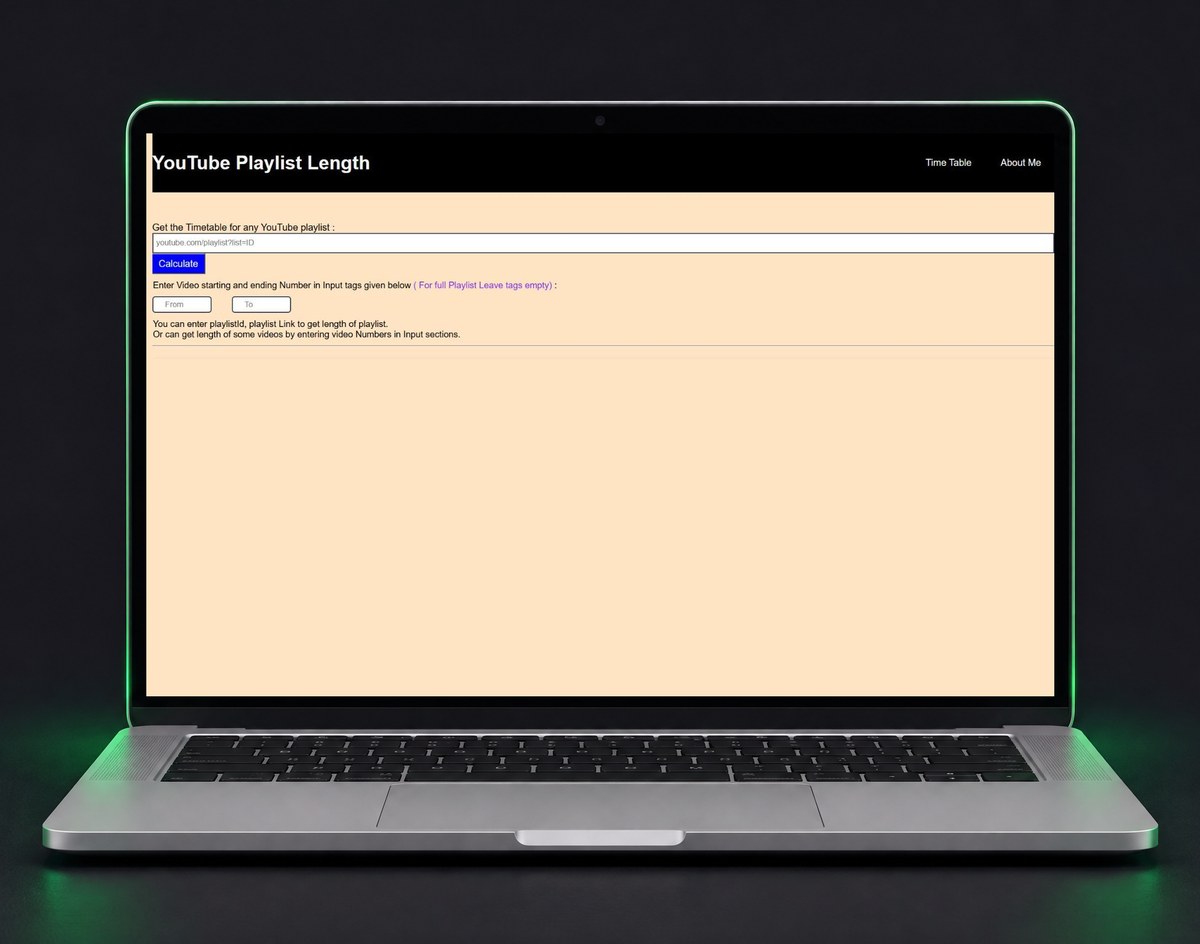 YouTube Playlist Length
Time Table
About Me
Get the Timetable for any YouTube playlist :
youtube.com/playlist?list=ID
Calculate
Enter Video starting and ending Number in Input tags given below ( For full Playlist Leave tags empty) :
From
To
You can enter playlistId, playlist Link to get length of playlist.
Or can get length of some videos by entering video Numbers in Input sections.